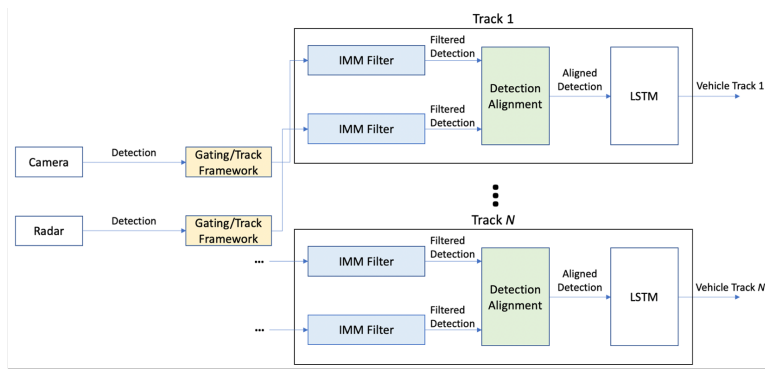 Track 1
Filtered
Detection
IMM Filter
Detection
Alignment
Aligned
Detection
LSTM
Vehicle Track 1
Filtered
Detection
IMM Filter
Camera
Detection
Gating/Track
Framework
Radar
Detection
Gating/Track
Framework
Track N
...
Filtered
Detection
IMM Filter
Detection
Alignment
Aligned
Detection
LSTM
Vehicle Track N
...
Filtered
Detection
IMM Filter